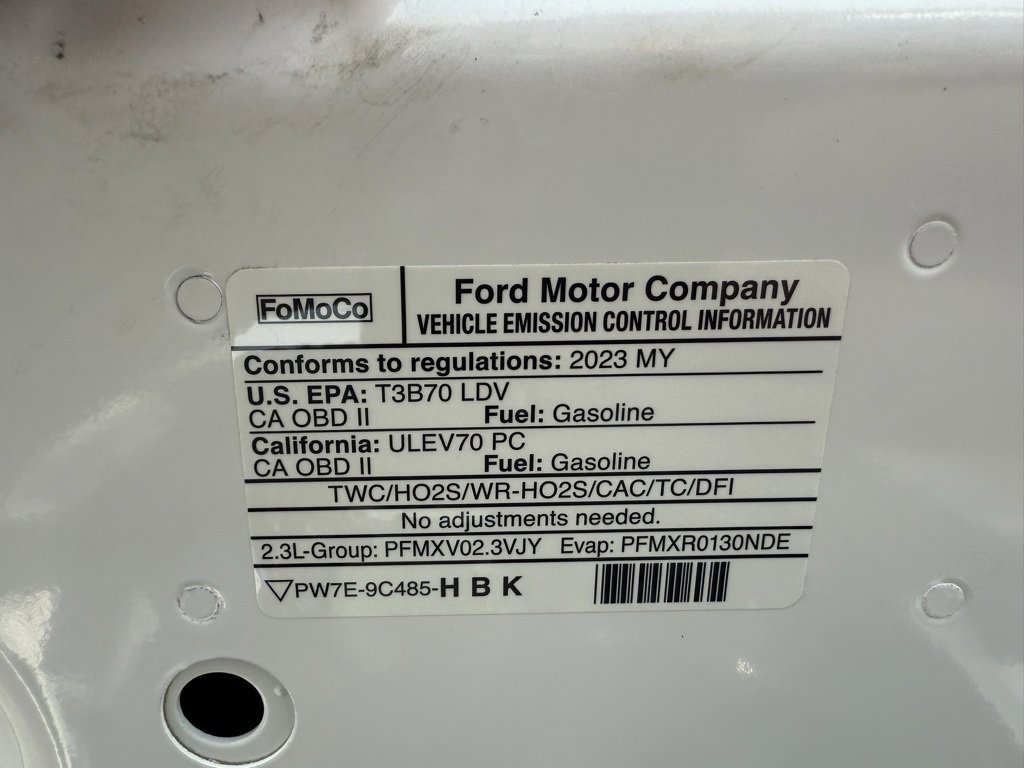 FoMoCo
Ford Motor Company
VEHICLE EMISSION CONTROL INFORMATION
Conforms to regulations: 2023 MY
U.S. EPA: T3B70 LDV
CA OBD II Fuel: Gasoline
California: ULEV70 PC
CA OBD II Fuel: Gasoline
TWC/HO2S/WR-HO2S/CAC/TC/DFI
No adjustments needed.
2.3L-Group: PFMXV02.3VJY Evap: PFMXR0130NDE
PW7E-9C485-H B K